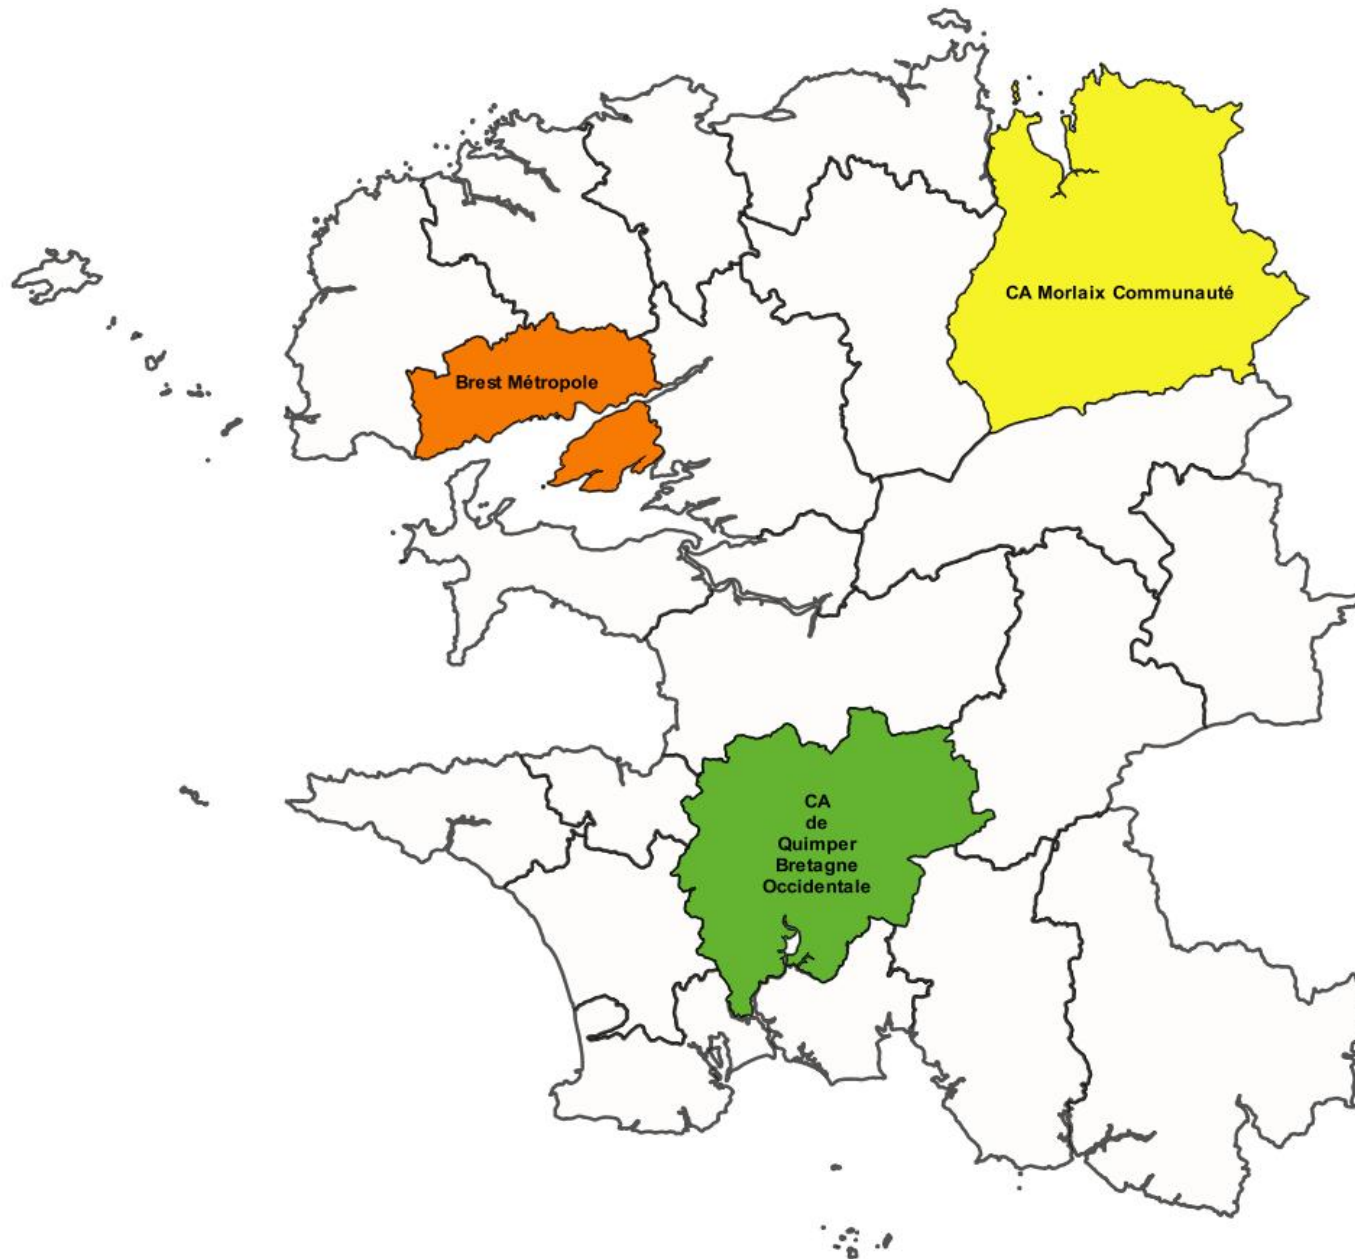 CA Morlaix Communauté
Brest Métropole
CA
de
Quimper
Bretagne
Occidentale